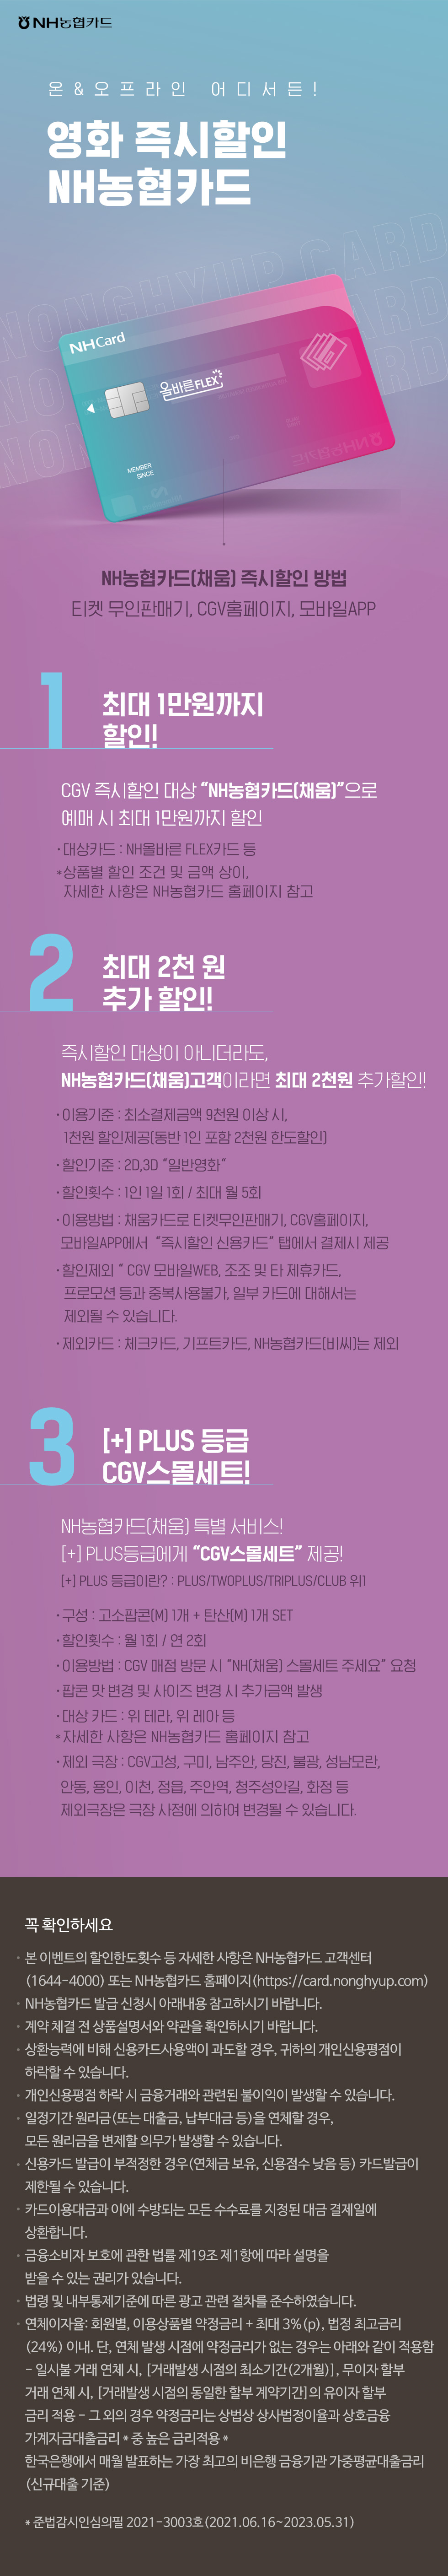 NH농협카드
온&오프라인 어디서든!
영화 즉시할인
NH농협카드
NONGHYUP CARD
NHCard
올바른FLEX
MEMBER
SINCE
NH농협카드(채움) 즉시할인 방법
티켓 무인판매기, CGV홈페이지, 모바일APP
1
최대 1만원까지
할인!
CGV 즉시할인 대상 “NH농협카드(채움)”으로
예매 시 최대 1만원까지 할인
· 대상카드 : NH올바른 FLEX카드 등
*상품별 할인 조건 및 금액 상이,
자세한 사항은 NH농협카드 홈페이지 참고
2
최대 2천 원
추가 할인!
즉시할인 대상이 아니더라도,
NH농협카드(채움)고객이라면 최대 2천원 추가할인!
· 이용기준 : 최소결제금액 9천원 이상 시,
1천원 할인제공(동반 1인 포함 2천원 한도할인)
· 할인기준 : 2D,3D “일반영화“
· 할인횟수 : 1인 1일 1회 / 최대 월 5회
· 이용방법 : 채움카드로 티켓무인판매기, CGV홈페이지,
모바일APP에서 “즉시할인 신용카드” 탭에서 결제시 제공
· 할인제외 “ CGV 모바일WEB, 조조 및 타 제휴카드,
프로모션 등과 중복사용불가, 일부 카드에 대해서는
제외될 수 있습니다.
· 제외카드 : 체크카드, 기프트카드, NH농협카드(비씨)는 제외
3
[+] PLUS 등급
CGV스몰세트!
NH농협카드(채움) 특별 서비스!
[+] PLUS등급에게 “CGV스몰세트” 제공!
[+] PLUS 등급이란? : PLUS/TWOPLUS/TRIPLUS/CLUB 위1
· 구성 : 고소팝콘(M) 1개 + 탄산(M) 1개 SET
· 할인횟수 : 월 1회 / 연 2회
· 이용방법 : CGV 매점 방문 시 “NH(채움) 스몰세트 주세요” 요청
· 팝콘 맛 변경 및 사이즈 변경 시 추가금액 발생
· 대상 카드 : 위 테라, 위 레아 등
*자세한 사항은 NH농협카드 홈페이지 참고
· 제외 극장 : CGV고성, 구미, 남주안, 당진, 불광, 성남모란,
안동, 용인, 이천, 정읍, 주안역, 청주성안길, 화정 등
제외극장은 극장 사정에 의하여 변경될 수 있습니다.
꼭 확인하세요
· 본 이벤트의 할인한도횟수 등 자세한 사항은 NH농협카드 고객센터
(1644-4000) 또는 NH농협카드 홈페이지(https://card.nonghyup.com)
· NH농협카드 발급 신청시 아래내용 참고하시기 바랍니다.
· 계약 체결 전 상품설명서와 약관을 확인하시기 바랍니다.
· 상환능력에 비해 신용카드사용액이 과도할 경우, 귀하의 개인신용평점이
하락할 수 있습니다.
· 개인신용평점 하락 시 금융거래와 관련된 불이익이 발생할 수 있습니다.
· 일정기간 원리금(또는 대출금, 납부대금 등)을 연체할 경우,
모든 원리금을 변제할 의무가 발생할 수 있습니다.
· 신용카드 발급이 부적정한 경우(연체금 보유, 신용점수 낮음 등) 카드발급이
제한될 수 있습니다.
· 카드이용대금과 이에 수방되는 모든 수수료를 지정된 대금 결제일에
상환합니다.
· 금융소비자 보호에 관한 법률 제19조 제1항에 따라 설명을
받을 수 있는 권리가 있습니다.
· 법령 및 내부통제기준에 따른 광고 관련 절차를 준수하였습니다.
· 연체이자율: 회원별, 이용상품별 약정금리 + 최대 3%(p), 법정 최고금리
(24%) 이내. 단, 연체 발생 시점에 약정금리가 없는 경우는 아래와 같이 적용함
- 일시불 거래 연체 시, [거래발생 시점의 최소기간(2개월)], 무이자 할부
거래 연체 시, [거래발생 시점의 동일한 할부 계약기간]의 유이자 할부
금리 적용 - 그 외의 경우 약정금리는 상법상 상사법정이율과 상호금융
가계자금대출금리 * 중 높은 금리적용 *
한국은행에서 매월 발표하는 가장 최고의 비은행 금융기관 가중평균대출금리
(신규대출 기준)
* 준법감시인심의필 2021-3003호(2021.06.16~2023.05.31)